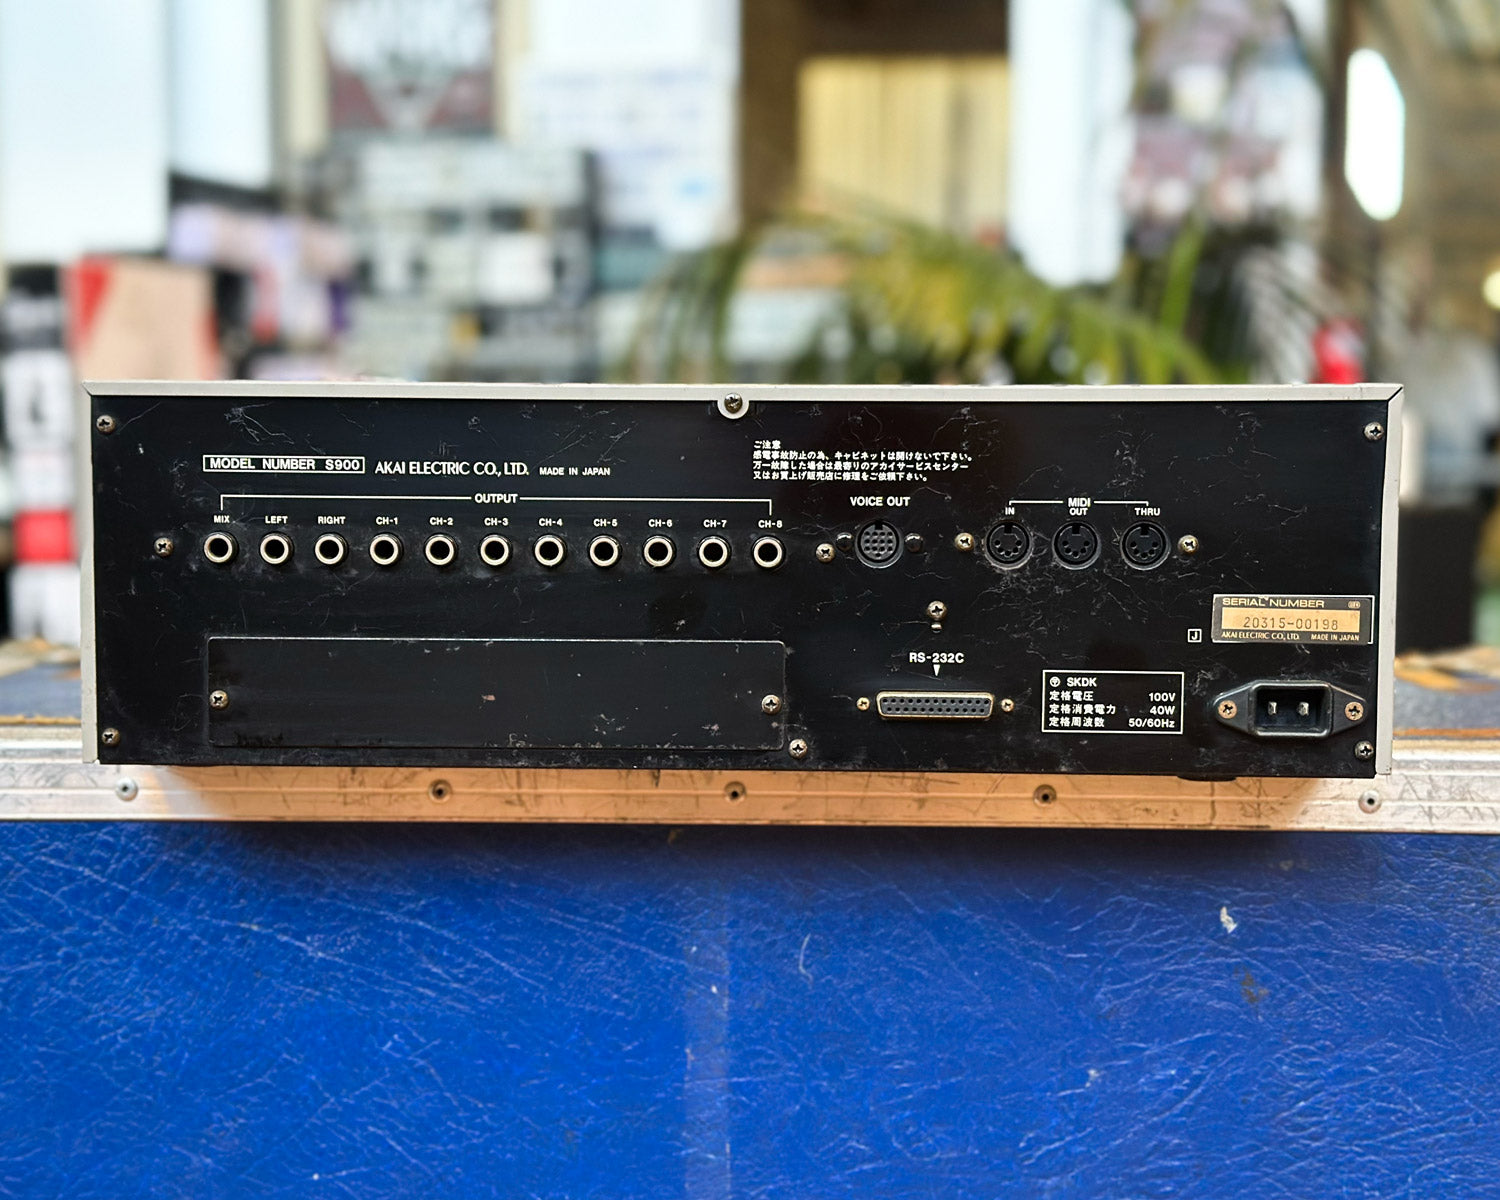 MODEL NUMBER S900 AKAI ELECTRIC CO., LTD. MADE IN JAPAN
ご注意
感電事故防止の為、キャビネットは開けないで下さい。
万一故障した場合は最寄りのアカイサービスセンター
又はお買上げ販売店に修理をご依頼下さい。
OUTPUT
MIX LEFT RIGHT CH-1 CH-2 CH-3 CH-4 CH-5 CH-6 CH-7 CH-8
VOICE OUT
MIDI
IN OUT THRU
SERIAL NUMBER
20315-00198
AKAI ELECTRIC CO., LTD. MADE IN JAPAN
J
RS-232C
SKDK
定格電圧 100V
定格消費電力 40W
定格周波数 50/60Hz